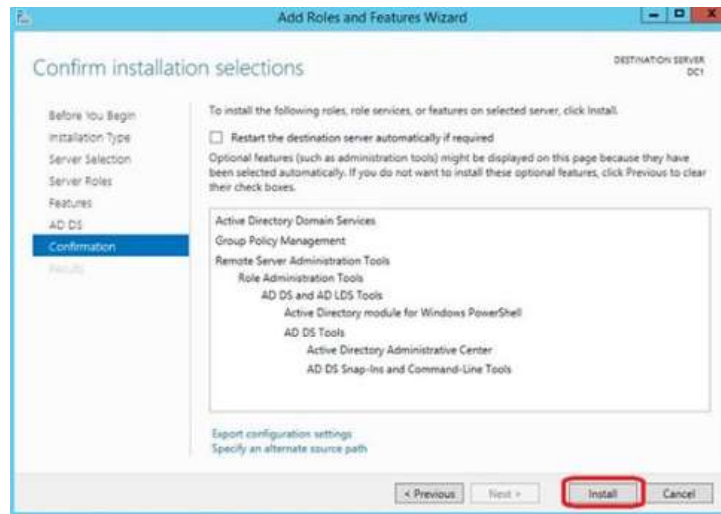 Add Roles and Features Wizard
Confirm installation selections
DESTINATION SERVER
DC1
Before You Begin
Installation Type
Server Selection
Server Roles
Features
AD DS
Confirmation
Results
To install the following roles, role services, or features on selected server, click Install.
Restart the destination server automatically if required
Optional features (such as administration tools) might be displayed on this page because they have
been selected automatically. If you do not want to install these optional features, click Previous to clear
their check boxes.
Active Directory Domain Services
Group Policy Management
Remote Server Administration Tools
Role Administration Tools
AD DS and AD LDS Tools
Active Directory module for Windows PowerShell
AD DS Tools
Active Directory Administrative Center
AD DS Snap-Ins and Command-Line Tools
Export configuration settings
Specify an alternate source path
< Previous
Next >
Install
Cancel